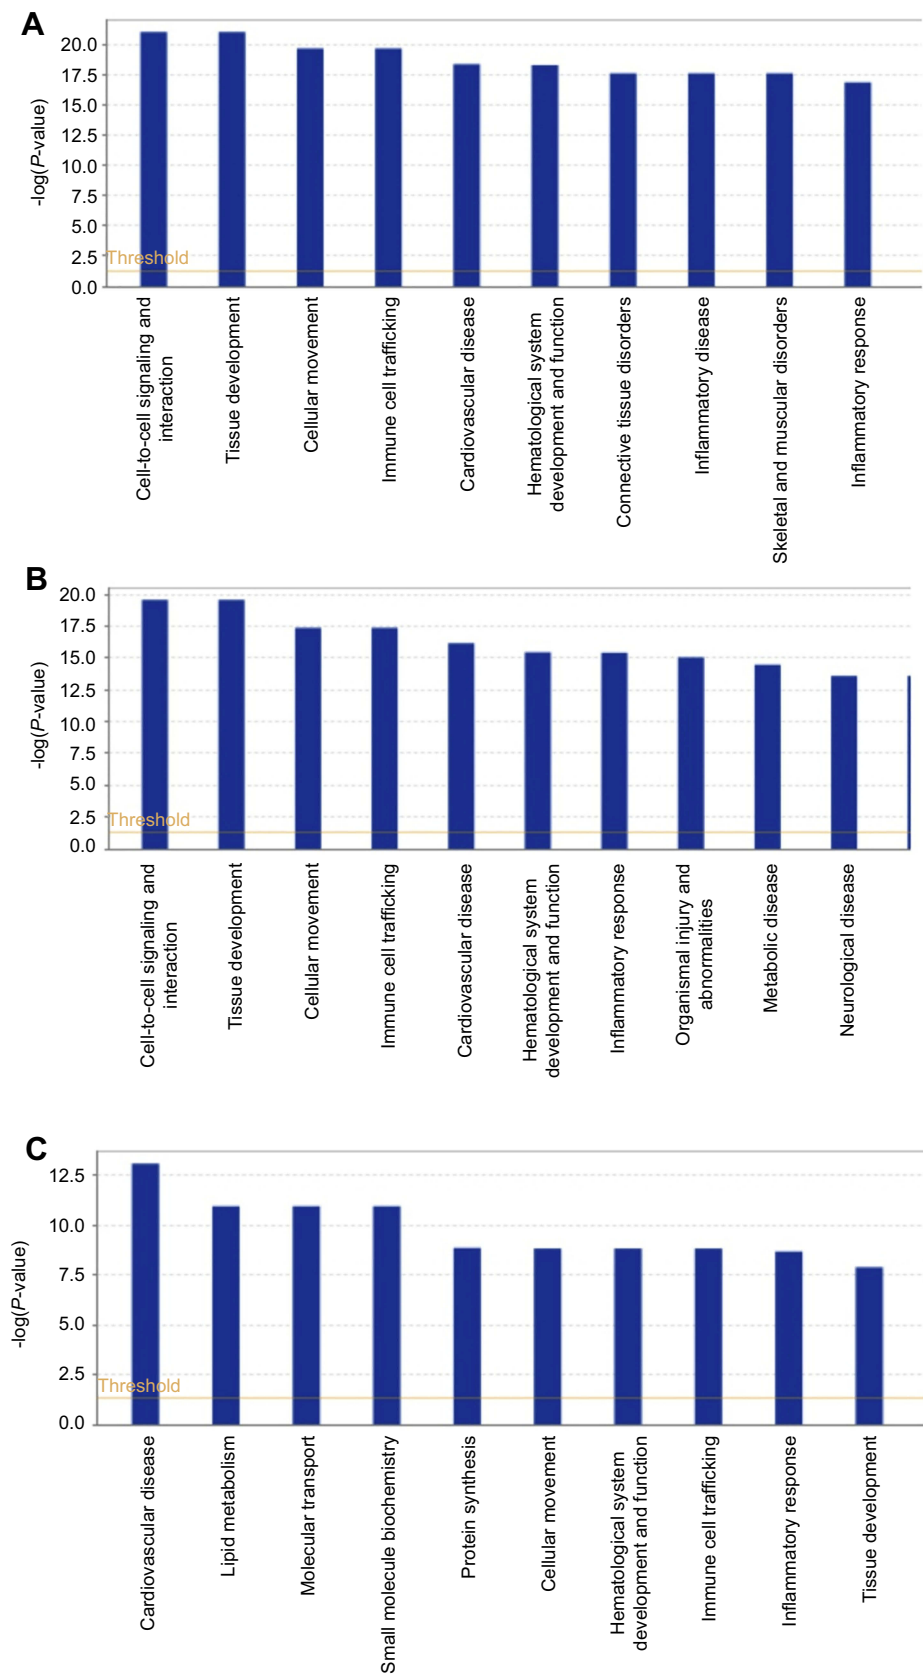 A
-log(P-value)
20.0
17.5
15.0
12.5
10.0
7.5
5.0
2.5
0.0
Threshold
Cell-to-cell signaling and
interaction
Tissue development
Cellular movement
Immune cell trafficking
Cardiovascular disease
Hematological system
development and function
Connective tissue disorders
Inflammatory disease
Skeletal and muscular disorders
Inflammatory response
B
-log(P-value)
20.0
17.5
15.0
12.5
10.0
7.5
5.0
2.5
0.0
Threshold
Cell-to-cell signaling and
interaction
Tissue development
Cellular movement
Immune cell trafficking
Cardiovascular disease
Hematological system
development and function
Inflammatory response
Organismal injury and
abnormalities
Metabolic disease
Neurological disease
C
-log(P-value)
12.5
10.0
7.5
5.0
2.5
0.0
Threshold
Cardiovascular disease
Lipid metabolism
Molecular transport
Small molecule biochemistry
Protein synthesis
Cellular movement
Hematological system
development and function
Immune cell trafficking
Inflammatory response
Tissue development